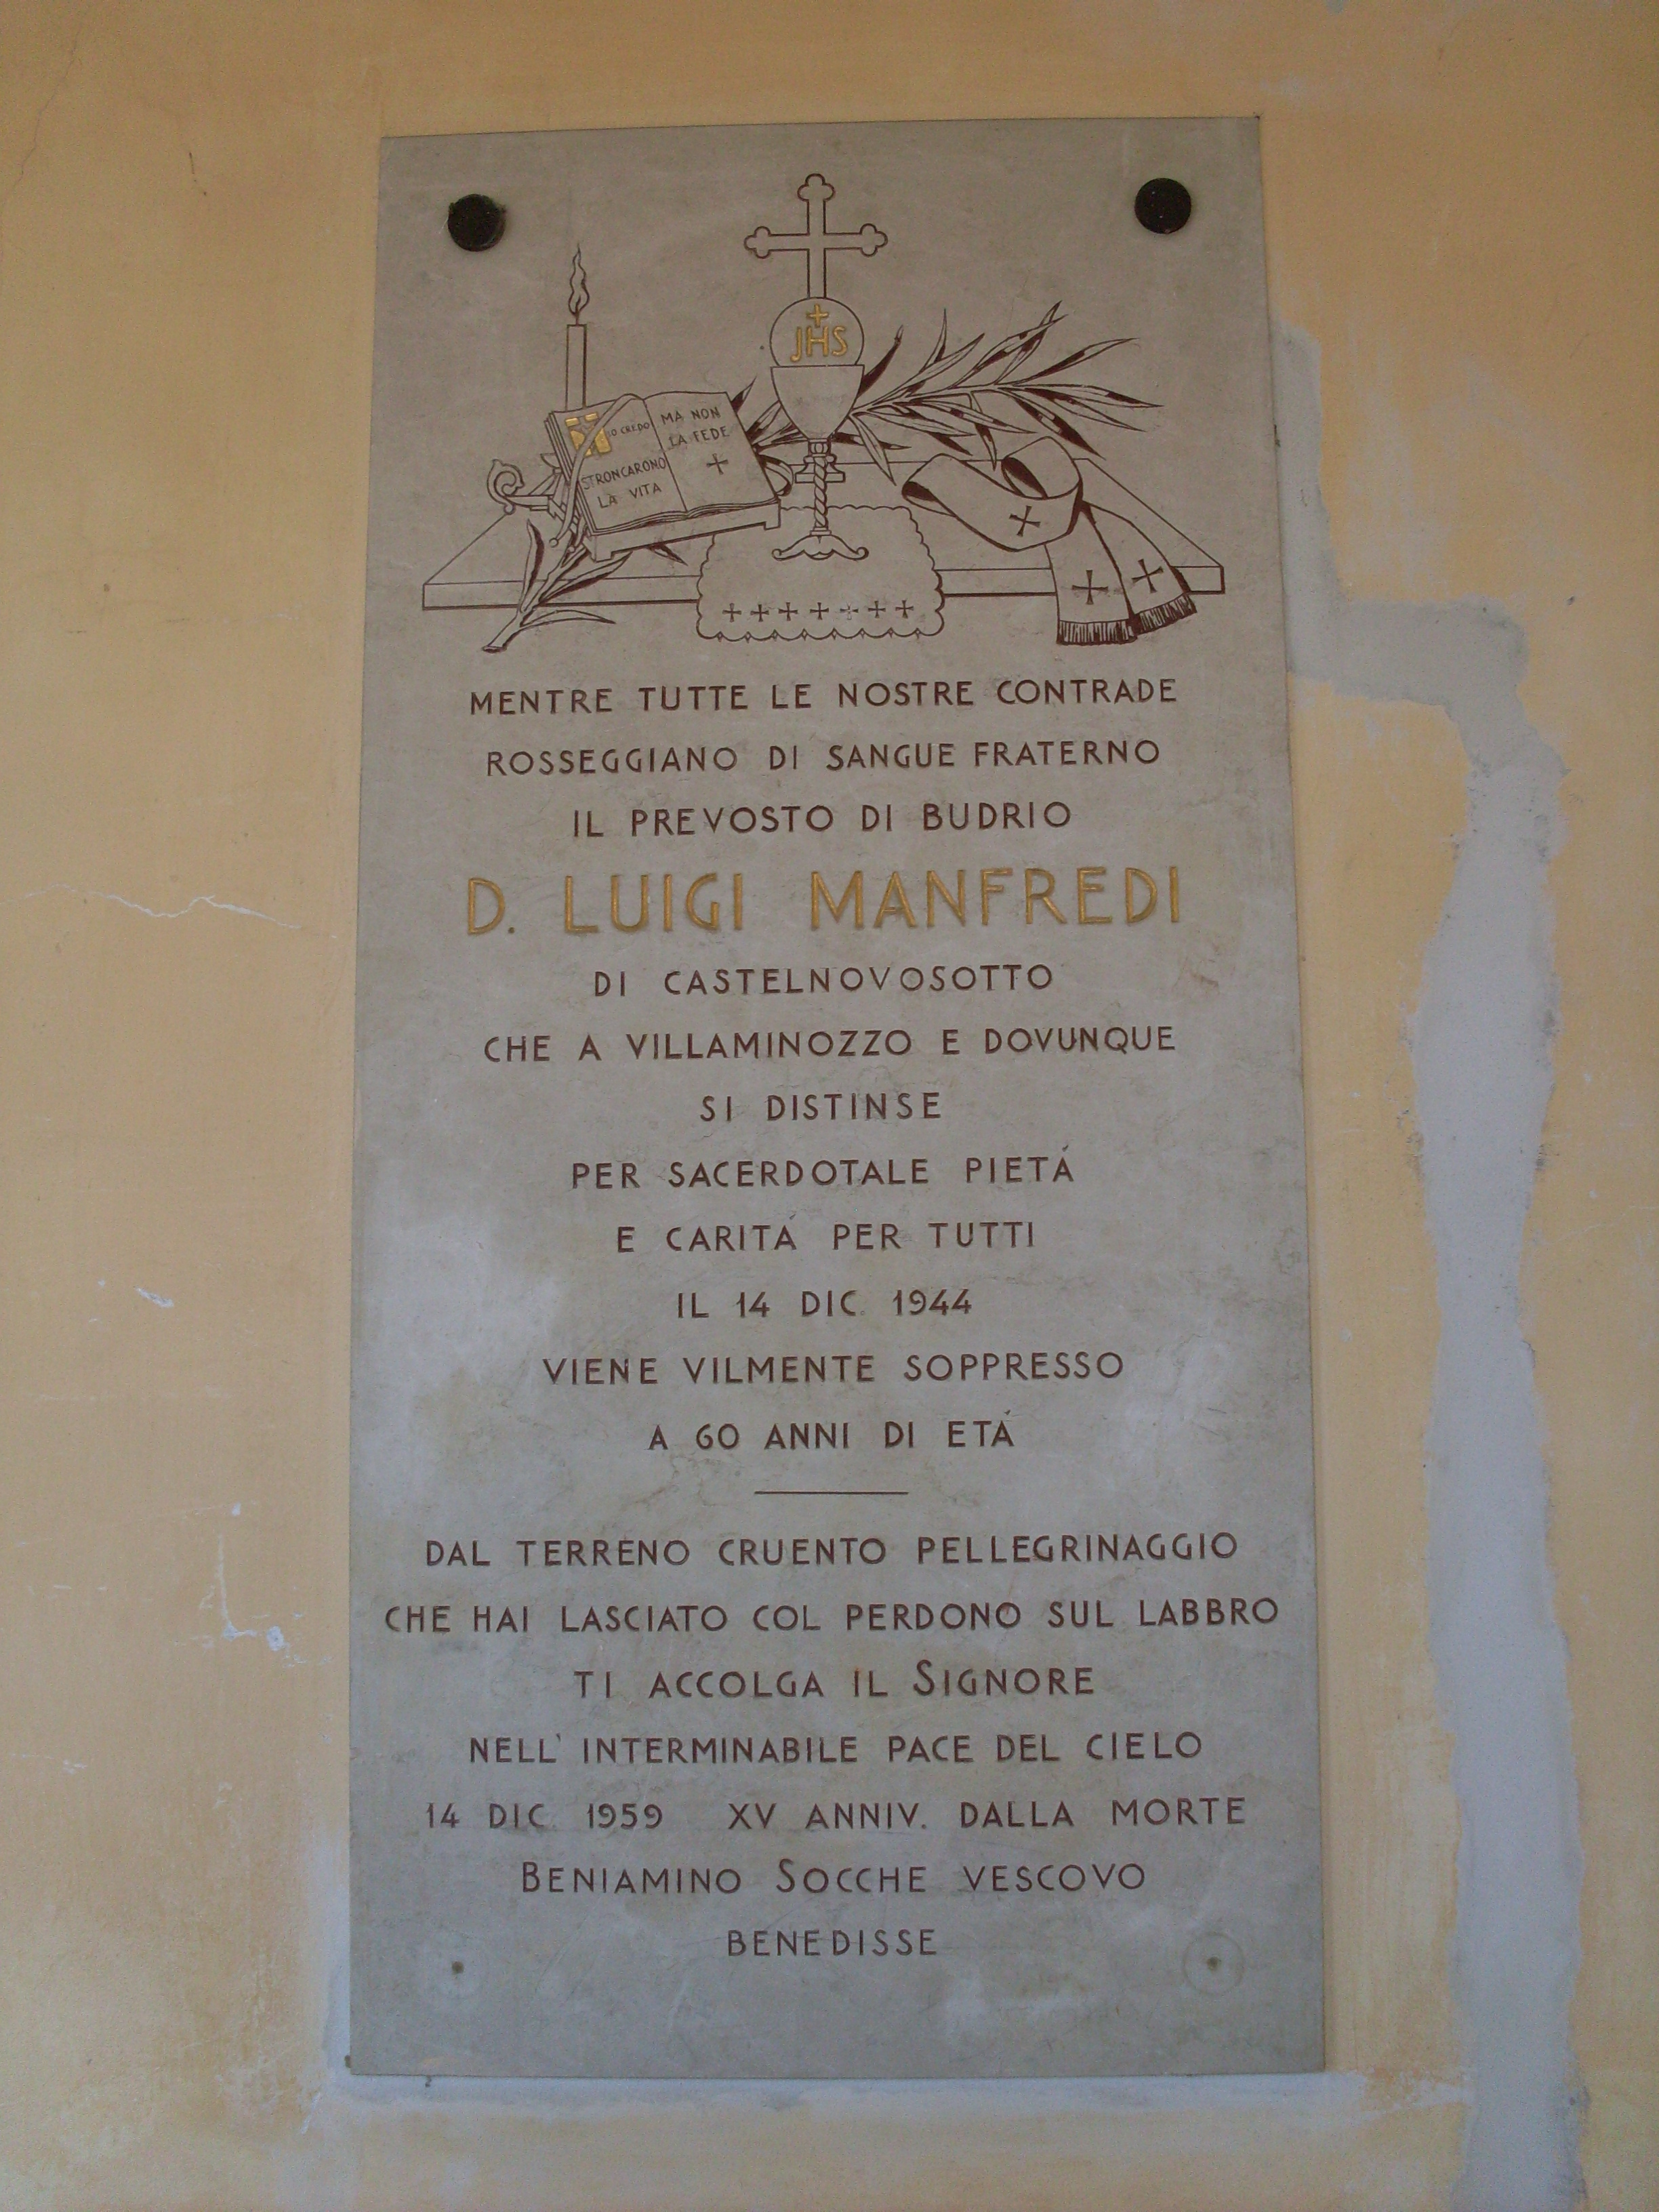 JHS
IO CREDO
STRONCARONO
LA VITA
MA NON
LA FEDE
MENTRE TUTTE LE NOSTRE CONTRADE
ROSSEGGIANO DI SANGUE FRATERNO
IL PREVOSTO DI BUDRIO
D. LUIGI MANFREDI
DI CASTELNOVOSOTTO
CHE A VILLAMINOZZO E DOVUNQUE
SI DISTINSE
PER SACERDOTALE PIETÁ
E CARITÁ PER TUTTI
IL 14 DIC. 1944
VIENE VILMENTE SOPPRESSO
A 60 ANNI DI ETÁ
DAL TERRENO CRUENTO PELLEGRINAGGIO
CHE HAI LASCIATO COL PERDONO SUL LABBRO
TI ACCOLGA IL SIGNORE
NELL' INTERMINABILE PACE DEL CIELO
14 DIC. 1959 XV ANNIV. DALLA MORTE
BENIAMINO SOCCHE VESCOVO
BENEDISSE